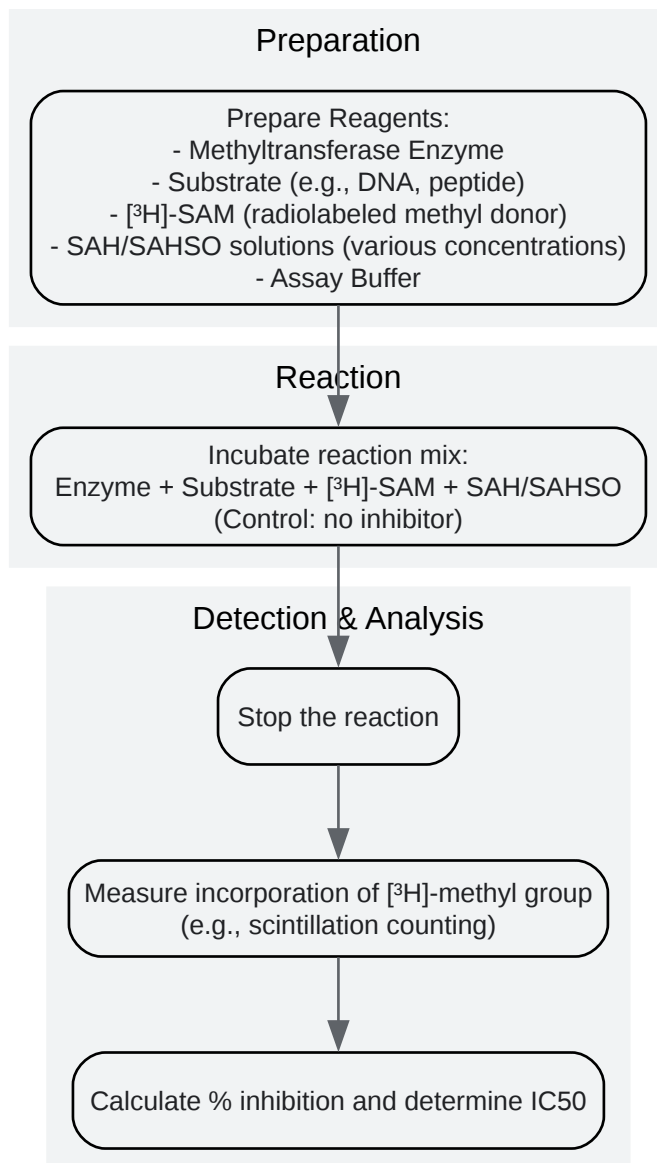 Preparation
Prepare Reagents:
- Methyltransferase Enzyme
- Substrate (e.g., DNA, peptide)
- [³H]-SAM (radiolabeled methyl donor)
- SAH/SAHSO solutions (various concentrations)
- Assay Buffer
Reaction
Incubate reaction mix:
Enzyme + Substrate + [³H]-SAM + SAH/SAHSO
(Control: no inhibitor)
Detection & Analysis
Stop the reaction
Measure incorporation of [³H]-methyl group
(e.g., scintillation counting)
Calculate % inhibition and determine IC50